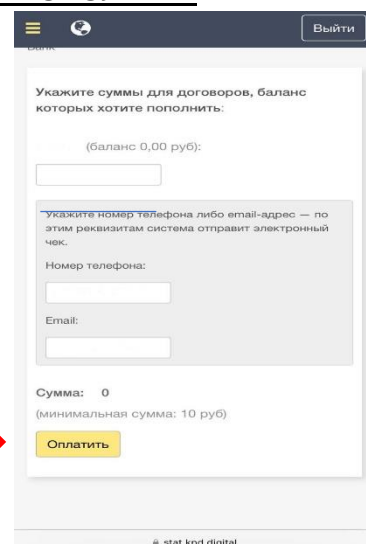 Выйти
Bank
Укажите суммы для договоров, баланс
которых хотите пополнить:
(баланс 0,00 руб):
Укажите номер телефона либо email-адрес — по
этим реквизитам система отправит электронный
чек.
Номер телефона:
Email:
Сумма: 0
(минимальная сумма: 10 руб)
Оплатить
stat.kpd.digital